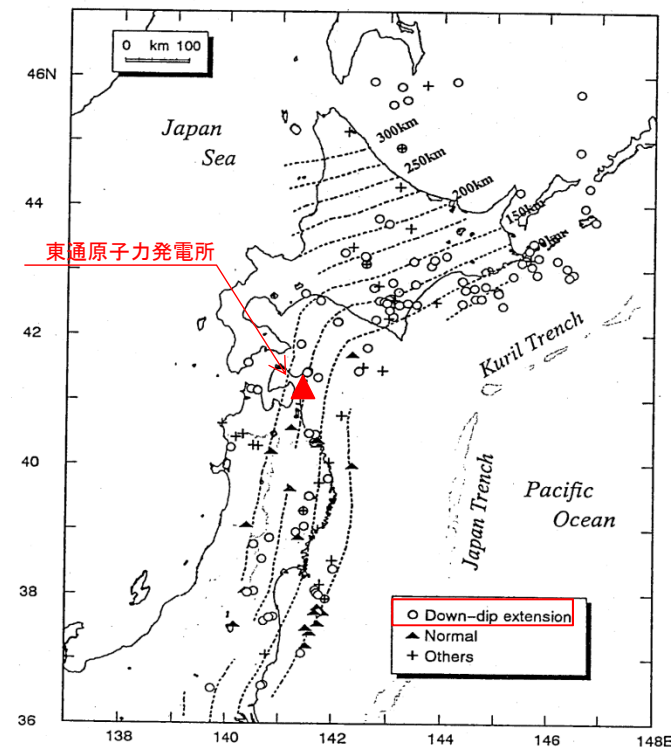 46N
0 km 100
Japan
Sea
300km
250km
200km
150km
44
東通原子力発電所
42
Kuril Trench
40
Pacific
Ocean
Japan Trench
38
Down-dip extension
Normal
Others
36
138
140
142
144
146
148E